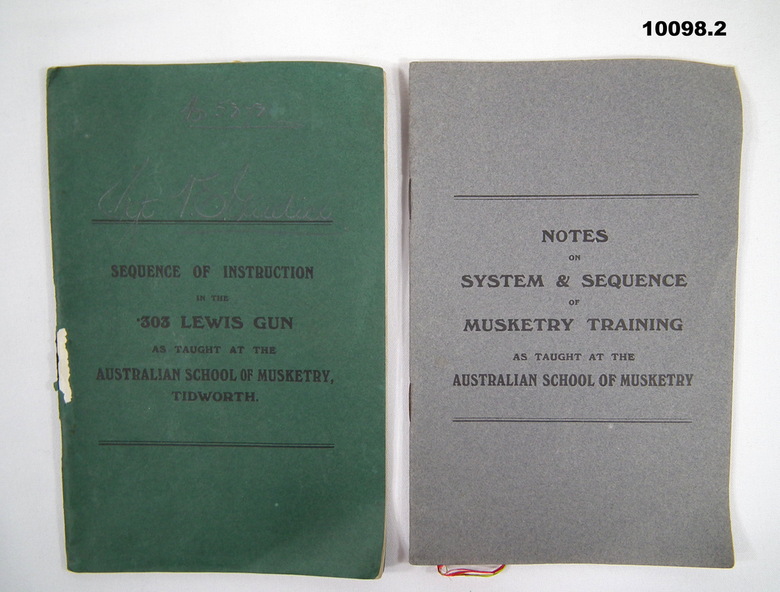 10098.2
SEQUENCE OF INSTRUCTION
IN THE
·303 LEWIS GUN
AS TAUGHT AT THE
AUSTRALIAN SCHOOL OF MUSKETRY,
TIDWORTH.
NOTES
ON
SYSTEM & SEQUENCE
OF
MUSKETRY TRAINING
AS TAUGHT AT THE
AUSTRALIAN SCHOOL OF MUSKETRY